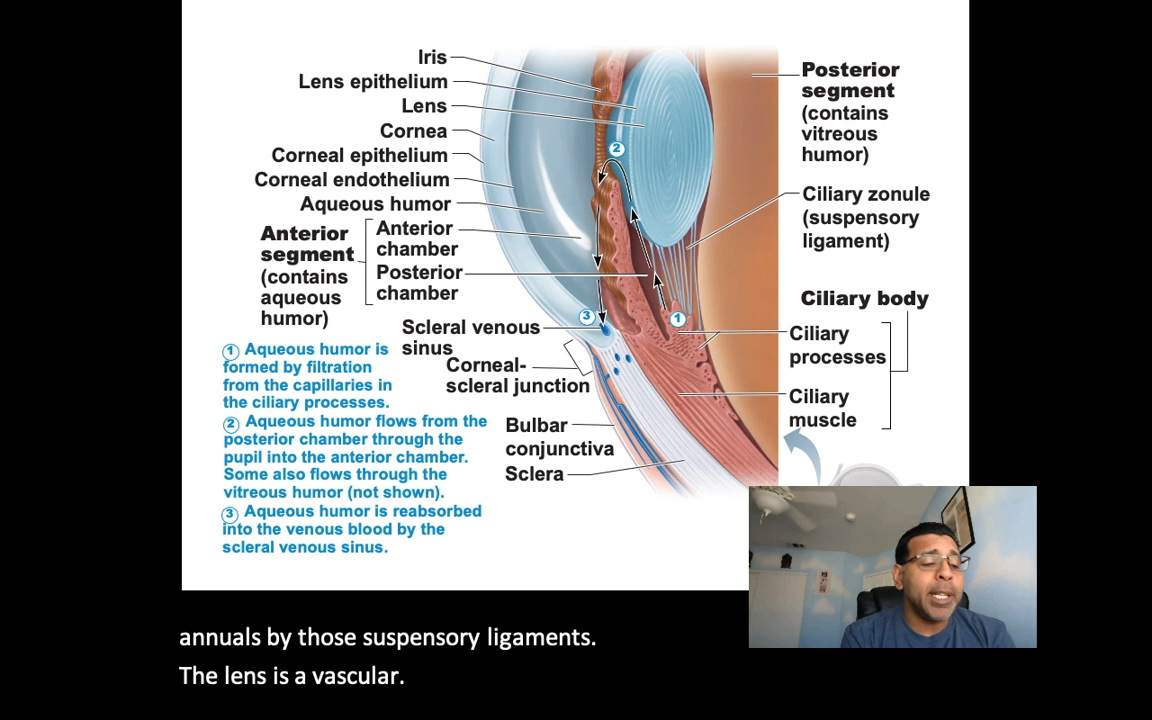 Iris
Lens epithelium
Lens
Cornea
Corneal epithelium
Corneal endothelium
Aqueous humor
Anterior
segment
(contains
aqueous
humor)
Anterior
chamber
Posterior
chamber
Scleral venous
sinus
Corneal-
scleral junction
Bulbar
conjunctiva
Sclera
1 Aqueous humor is
formed by filtration
from the capillaries in
the ciliary processes.
2 Aqueous humor flows from the
posterior chamber through the
pupil into the anterior chamber.
Some also flows through the
vitreous humor (not shown).
3 Aqueous humor is reabsorbed
into the venous blood by the
scleral venous sinus.
2
3
1
Posterior
segment
(contains
vitreous
humor)
Ciliary zonule
(suspensory
ligament)
Ciliary body
Ciliary
processes
Ciliary
muscle
annuals by those suspensory ligaments.
The lens is a vascular.